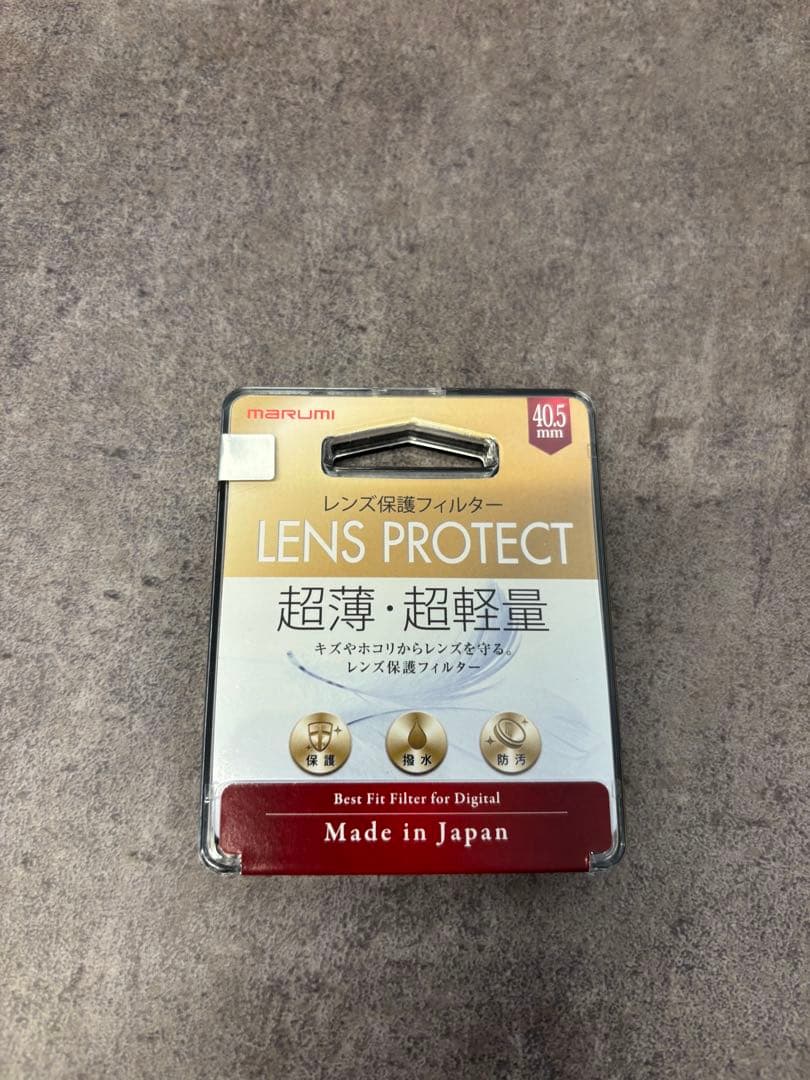 marumi
40.5
mm
レンズ保護フィルター
LENS PROTECT
超薄・超軽量
キズやホコリからレンズを守る。
レンズ保護フィルター
保護
撥水
防汚
Best Fit Filter for Digital
Made in Japan